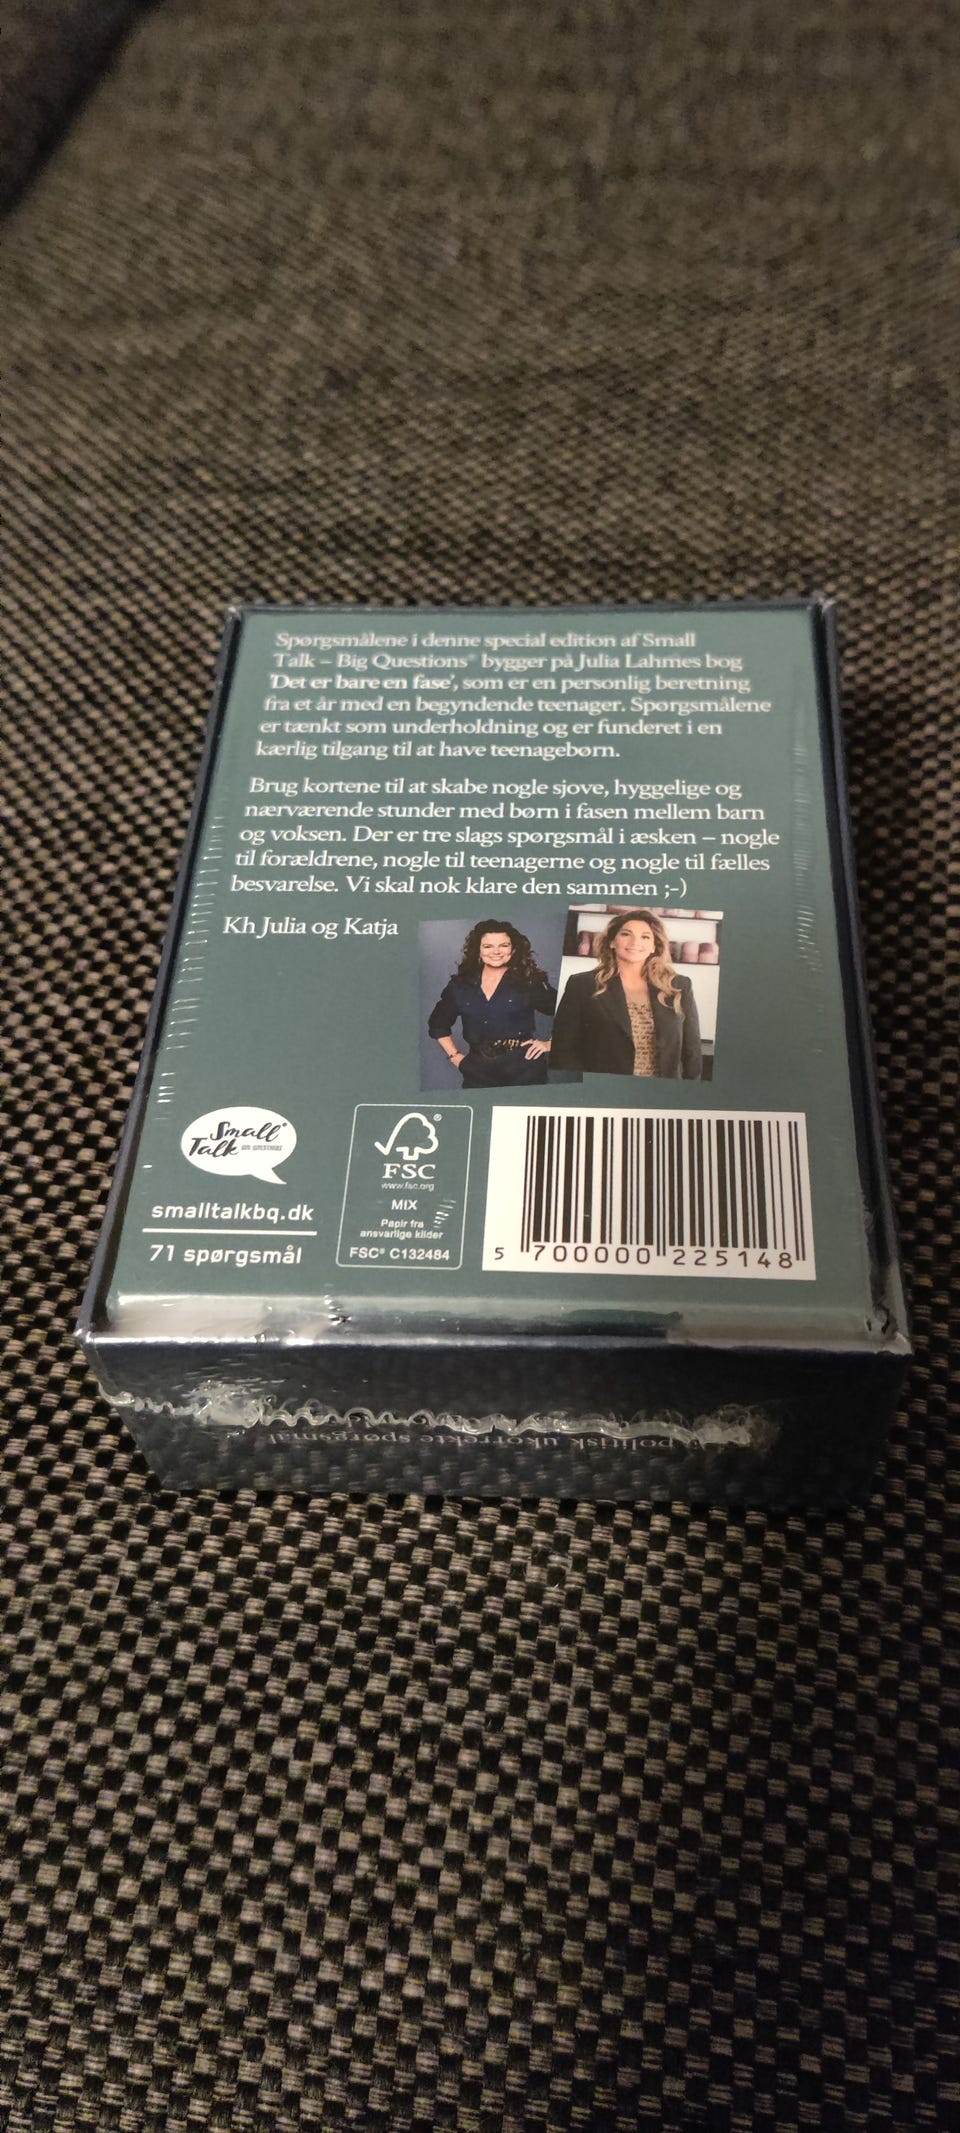 Spørgsmålene i denne special edition af Small
Talk – Big Questions® bygger på Julia Lahmes bog
'Det er bare en fase', som er en personlig beretning
fra et år med en begyndende teenager. Spørgsmålene
er tænkt som underholdning og er funderet i en
kærlig tilgang til at have teenagebørn.
Brug kortene til at skabe nogle sjove, hyggelige og
nærværende stunder med børn i fasen mellem barn
og voksen. Der er tre slags spørgsmål i æsken – nogle
til forældrene, nogle til teenagerne og nogle til fælles
besvarelse. Vi skal nok klare den sammen ;-)
Kh Julia og Katja
Small®
Talk BIG QUESTIONS
smalltalkbq.dk
71 spørgsmål
FSC®
www.fsc.org
MIX
Papir fra
ansvarlige kilder
FSC® C132484
5 700000 225148
politisk ukorrekte spørgsmål